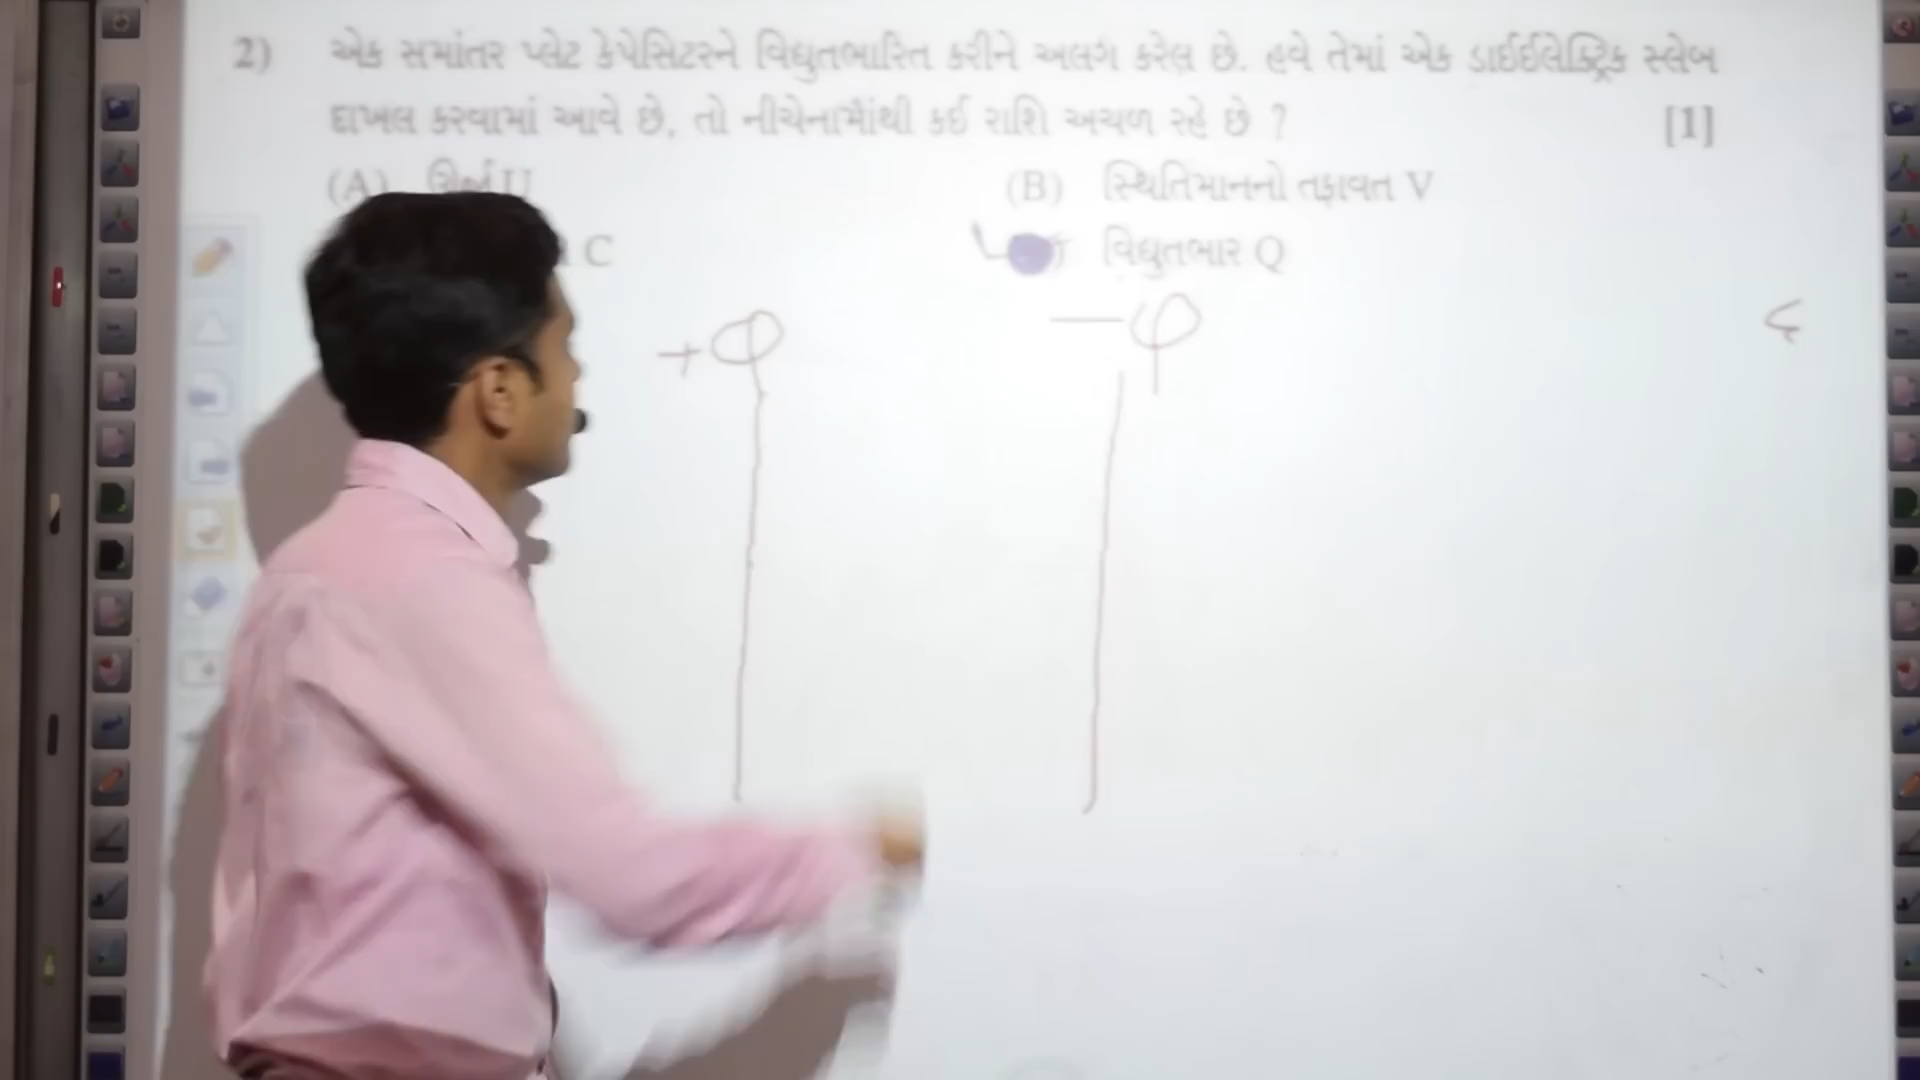 2) એક સમાંતર પ્લેટ કેપેસિટરને વિદ્યુતભારિત કરીને અલગ કરેલ છે. હવે તેમાં એક ડાઈઈલેક્ટ્રિક સ્લેબ
દાખલ કરવામાં આવે છે, તો નીચેનામાંથી કઈ રાશિ અચળ રહે છે ? [1]
(A) ઊર્જા U (B) સ્થિતિમાનનો તફાવત V
C વિદ્યુતભાર Q
+Q −Q